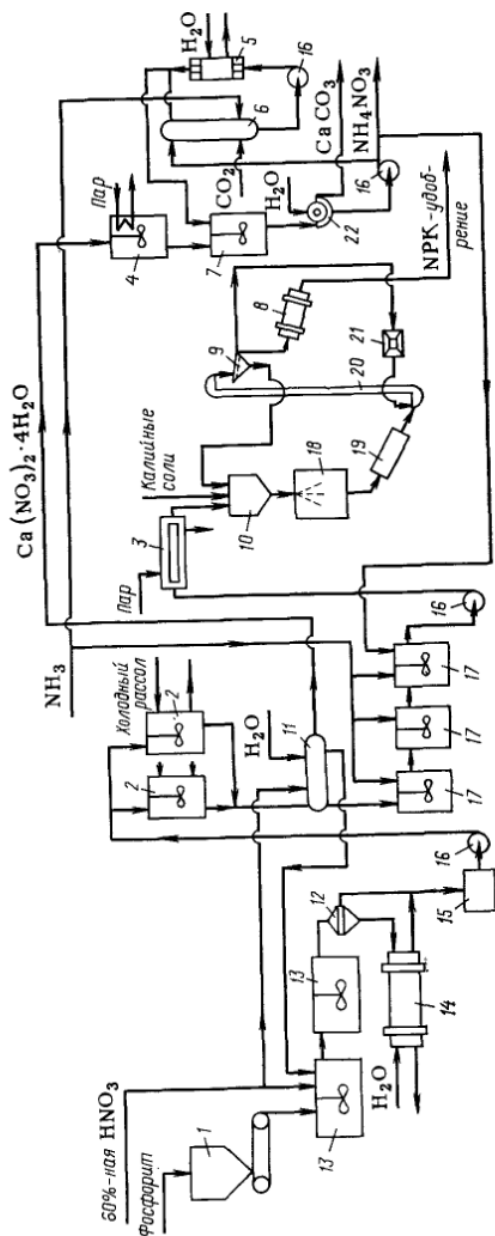 Фосфорит
60%-ная HNO₃
1
13
13
H₂O
12
14
15
16
NH₃
Ca(NO₃)₂·4H₂O
Холодный
рассол
2
2
H₂O
11
17
17
17
16
Пар
3
Калийные
соли
10
18
19
20
9
8
21
NPK-удоб-
рение
Пар
4
7
CO₂
H₂O
22
16
6
5
H₂O
16
CaCO₃
NH₄NO₃